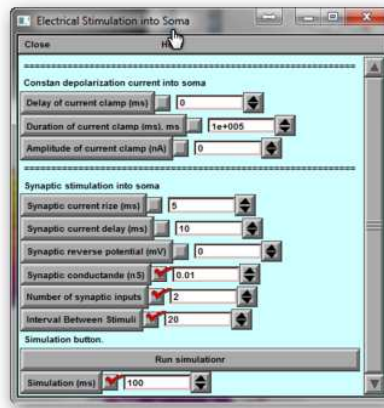 Electrical Stimulation into Soma
Close
Constan depolarization current into soma
Delay of current clamp (ms) 0
Duration of current clamp (ms), ms 1e+005
Amplitude of current clamp (nA) 0
Synaptic stimulation into soma
Synaptic current rize (ms) 5
Synaptic current delay (ms) 10
Synaptic reverse potential (mV) 0
Synaptic conductande (nS) 0.01
Number of synaptic inputs 2
Interval Between Stimuli 20
Simulation button.
Run simulationr
Simulation (ms) 100